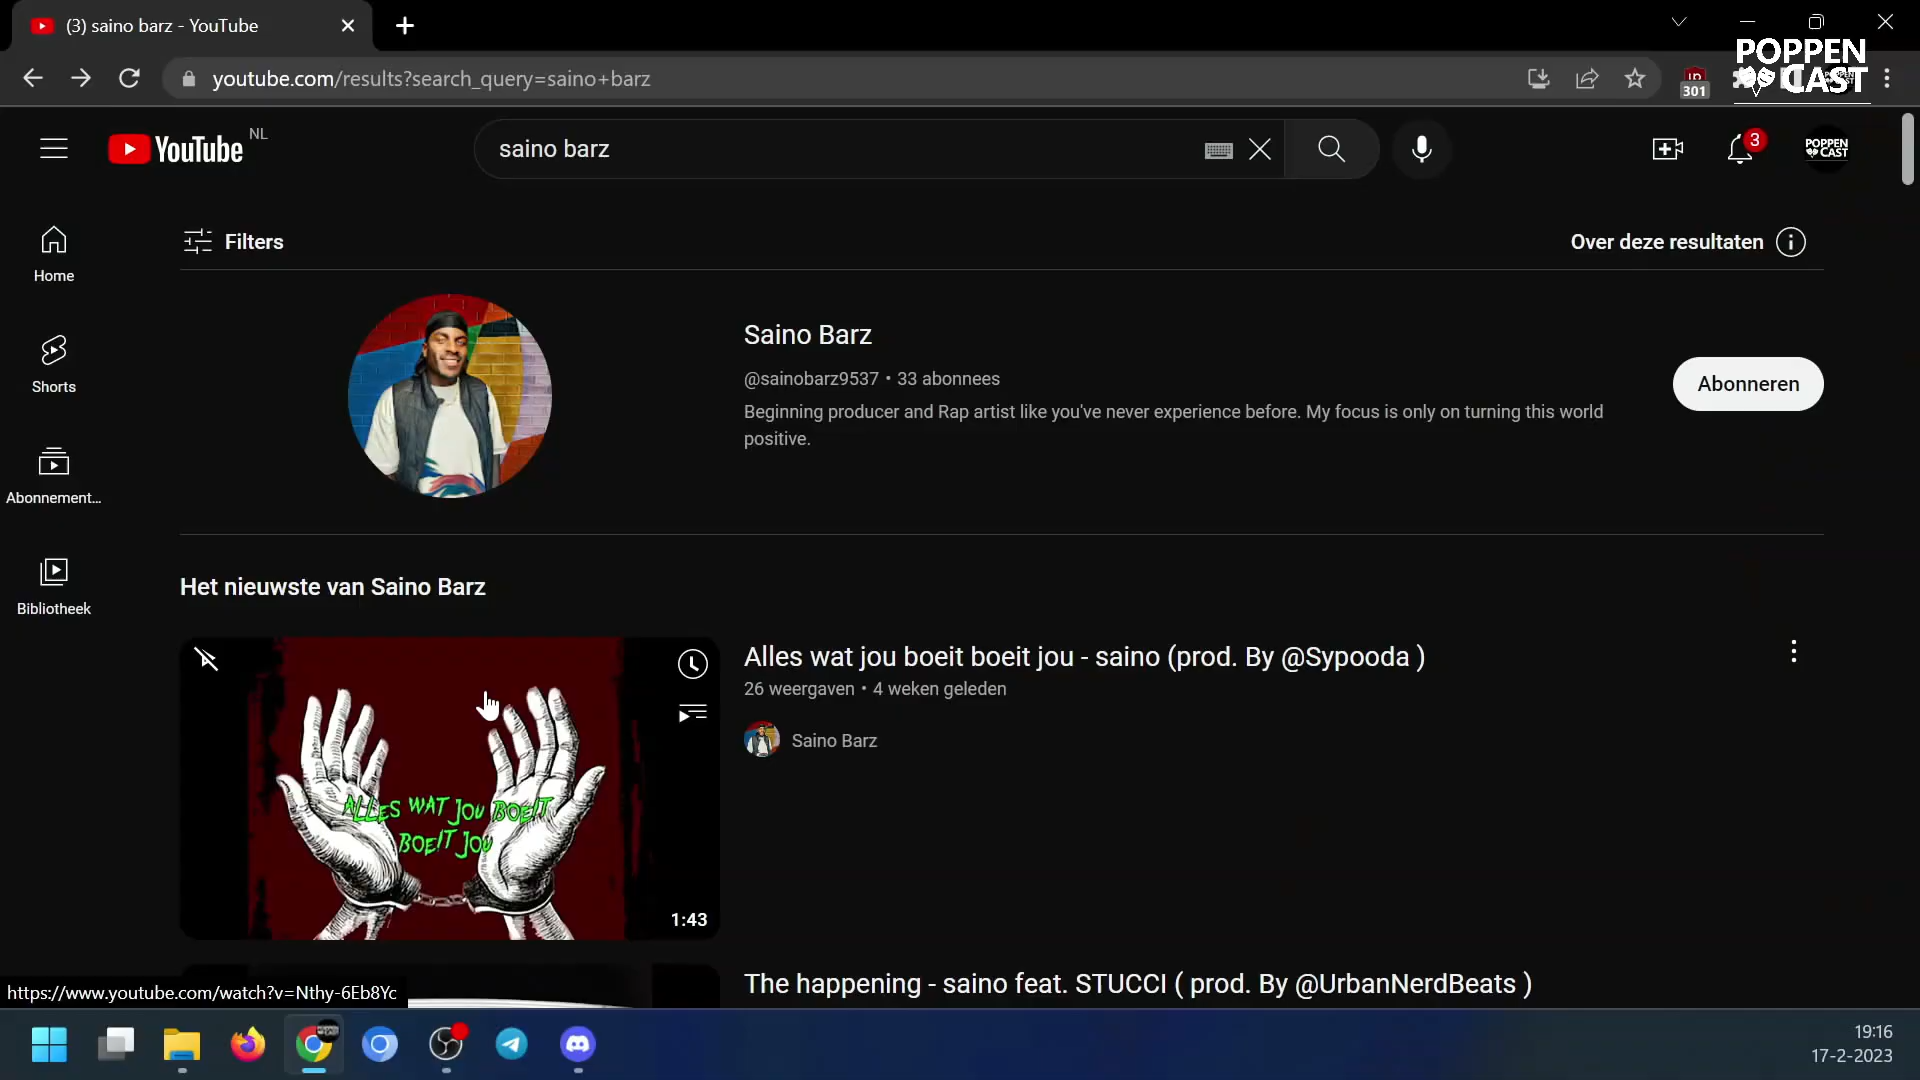 (3) saino barz - YouTube
youtube.com/results?search_query=saino+barz
301
POPPEN
CAST
YouTube NL
saino barz
3
POPPEN
CAST
Filters
Over deze resultaten
Home
Shorts
Abonnement...
Bibliotheek
Saino Barz
@sainobarz9537 • 33 abonnees
Beginning producer and Rap artist like you've never experience before. My focus is only on turning this world
positive.
Abonneren
Het nieuwste van Saino Barz
ALLES WAT JOU BOEIT
BOEIT JOU
1:43
Alles wat jou boeit boeit jou - saino (prod. By @Sypooda )
26 weergaven • 4 weken geleden
Saino Barz
The happening - saino feat. STUCCI ( prod. By @UrbanNerdBeats )
https://www.youtube.com/watch?v=Nthy-6Eb8Yc
19:16
17-2-2023